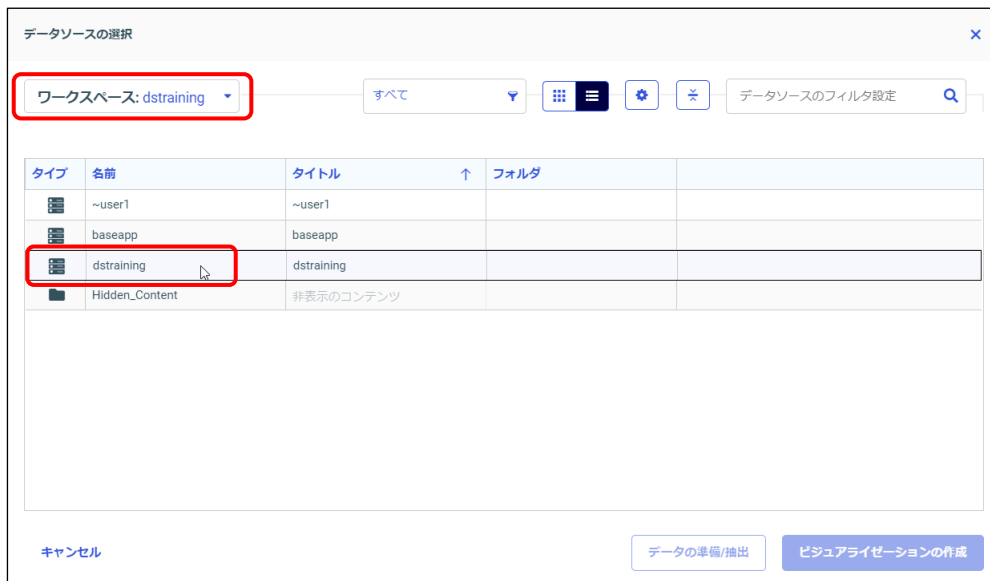 データソースの選択
ワークスペース: dstraining
すべて
データソースのフィルタ設定
タイプ 名前 タイトル フォルダ
~user1 ~user1
baseapp baseapp
dstraining dstraining
Hidden_Content 非表示のコンテンツ
キャンセル データの準備/抽出 ビジュアライゼーションの作成